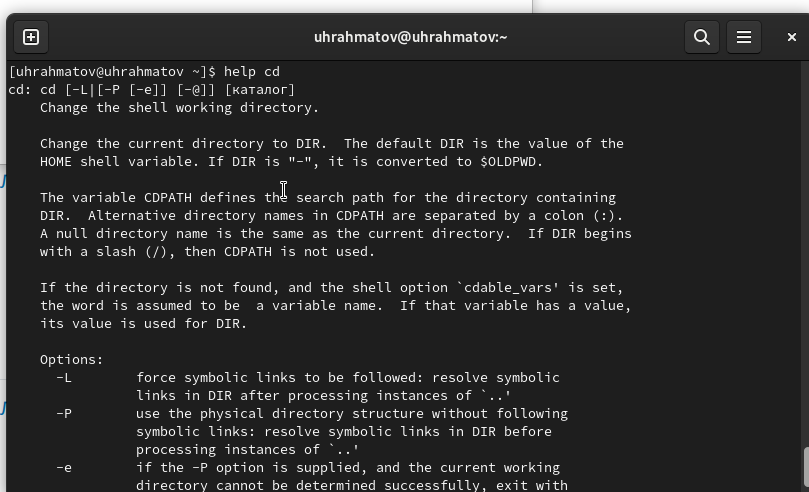 uhrahmatov@uhrahmatov:~
[uhrahmatov@uhrahmatov ~]$ help cd
cd: cd [-L|[-P [-e]] [-@]] [каталог]
    Change the shell working directory.

    Change the current directory to DIR.  The default DIR is the value of the
    HOME shell variable. If DIR is "-", it is converted to $OLDPWD.

    The variable CDPATH defines the search path for the directory containing
    DIR.  Alternative directory names in CDPATH are separated by a colon (:).
    A null directory name is the same as the current directory.  If DIR begins
    with a slash (/), then CDPATH is not used.

    If the directory is not found, and the shell option `cdable_vars' is set,
    the word is assumed to be  a variable name.  If that variable has a value,
    its value is used for DIR.

    Options:
      -L        force symbolic links to be followed: resolve symbolic
                links in DIR after processing instances of `..'
      -P        use the physical directory structure without following
                symbolic links: resolve symbolic links in DIR before
                processing instances of `..'
      -e        if the -P option is supplied, and the current working
                directory cannot be determined successfully, exit with